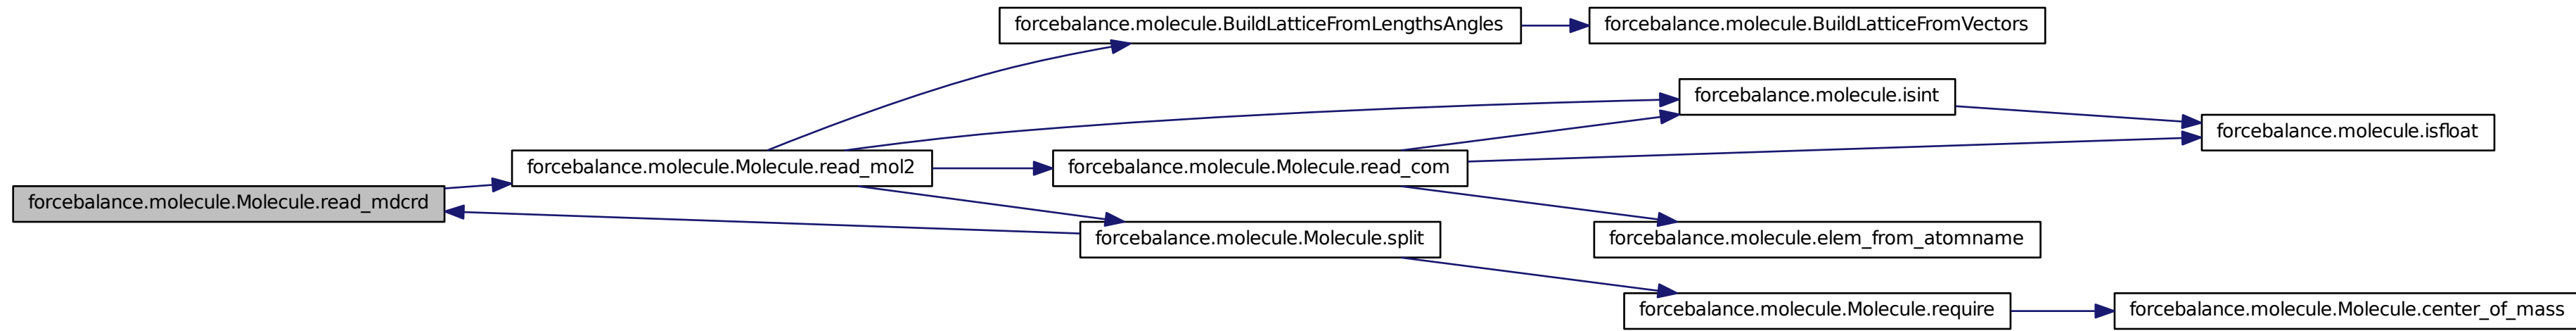 forcebalance.molecule.BuildLatticeFromLengthsAngles
forcebalance.molecule.BuildLatticeFromVectors
forcebalance.molecule.isint
forcebalance.molecule.isfloat
forcebalance.molecule.Molecule.read_mol2
forcebalance.molecule.Molecule.read_com
forcebalance.molecule.Molecule.read_mdcrd
forcebalance.molecule.Molecule.split
forcebalance.molecule.elem_from_atomname
forcebalance.molecule.Molecule.require
forcebalance.molecule.Molecule.center_of_mass